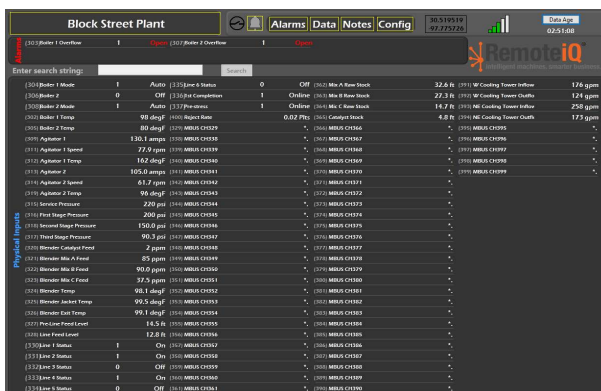 Block Street Plant
Alarms Data Notes Config
30.519519
-97.775726
Data Age
02:51:08
Alarms
(303)Boiler 1 Overflow 1 Open (307)Boiler 2 Overflow 1 Open
RemoteIQ
Enter search string: Search
(304)Boiler 1 Mode 1 Auto (335)Line 6 Status 0 Off (362) Mix A Raw Stock 32.6 ft (391) W Cooling Tower Inflow 176 gpm
(306)Boiler 2 0 Off (336)Tst Completion 1 Online (363) Mix B Raw Stock 27.3 ft (392) W Cooling Tower Outflo 124 gpm
(308)Boiler 2 Mode 1 Auto (337)Pre-stress 1 Online (364) Mix C Raw Stock 14.7 ft (393) NE Cooling Tower Inflow 258 gpm
(302) Boiler 1 Temp 98 degF (400) Reject Rate 0.02 Plts (365) Catalyst Stock 4.8 ft (394) NE Cooling Tower Outfh 173 gpm
(305) Boiler 2 Temp 80 degF (329) MBUS CH329 *. (366) MBUS CH366 *. (395) MBUS CH395 *.
(309) Agitator 1 130.1 amps (338) MBUS CH338 *. (367) MBUS CH367 *. (396) MBUS CH396 *.
(311) Agitator 1 Speed 77.9 rpm (339) MBUS CH339 *. (368) MBUS CH368 *. (397) MBUS CH397 *.
(312) Agitator 1 Temp 162 degF (340) MBUS CH340 *. (369) MBUS CH369 *. (398) MBUS CH398 *.
(313) Agitator 2 105.0 amps (341) MBUS CH341 *. (370) MBUS CH370 *. (399) MBUS CH399 *.
(314) Agitator 2 Speed 61.7 rpm (342) MBUS CH342 *. (371) MBUS CH371 *.
(319) Agitator 2 Temp 96 degF (343) MBUS CH343 *. (372) MBUS CH372 *.
(315) Service Pressure 220 psi (344) MBUS CH344 *. (373) MBUS CH373 *.
(316) First Stage Pressure 200 psi (345) MBUS CH345 *. (374) MBUS CH374 *.
(318) Second Stage Pressure 150.0 psi (346) MBUS CH346 *. (375) MBUS CH375 *.
(317) Third Stage Pressure 90.3 psi (347) MBUS CH347 *. (376) MBUS CH376 *.
Physical Inputs
(320) Blender Catalyst Feed 2 ppm (348) MBUS CH348 *. (377) MBUS CH377 *.
(321) Blender Mix A Feed 85 ppm (349) MBUS CH349 *. (378) MBUS CH378 *.
(322) Blender Mix B Feed 90.0 ppm (350) MBUS CH350 *. (379) MBUS CH379 *.
(323) Blender Mix C Feed 37.5 ppm (351) MBUS CH351 *. (380) MBUS CH380 *.
(324) Blender Temp 98.1 degF (352) MBUS CH352 *. (381) MBUS CH381 *.
(325) Blender Jacket Temp 99.5 degF (353) MBUS CH353 *. (382) MBUS CH382 *.
(326) Blender Exit Temp 99.1 degF (354) MBUS CH354 *. (383) MBUS CH383 *.
(327) Pre-Line Feed Level 14.5 ft (355) MBUS CH355 *. (384) MBUS CH384 *.
(328) Line Feed Level 12.8 ft (356) MBUS CH356 *. (385) MBUS CH385 *.
(330)Line 1 Status 1 On (357) MBUS CH357 *. (386) MBUS CH386 *.
(331)Line 2 Status 1 On (358) MBUS CH358 *. (387) MBUS CH387 *.
(332)Line 3 Status 0 Off (359) MBUS CH359 *. (388) MBUS CH388 *.
(333)Line 4 Status 1 On (360) MBUS CH360 *. (389) MBUS CH389 *.
(334)Line 5 Status 0 Off (361) MBUS CH361 *. (390) MBUS CH390 *.